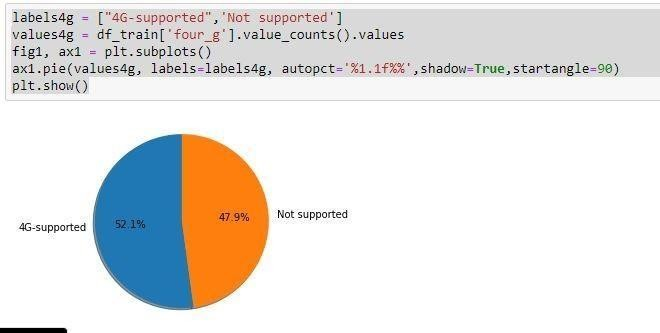 labels4g = ["4G-supported",'Not supported']
values4g = df_train['four_g'].value_counts().values
fig1, ax1 = plt.subplots()
ax1.pie(values4g, labels=labels4g, autopct='%1.1f%%',shadow=True,startangle=90)
plt.show()
4G-supported 52.1% 47.9% Not supported